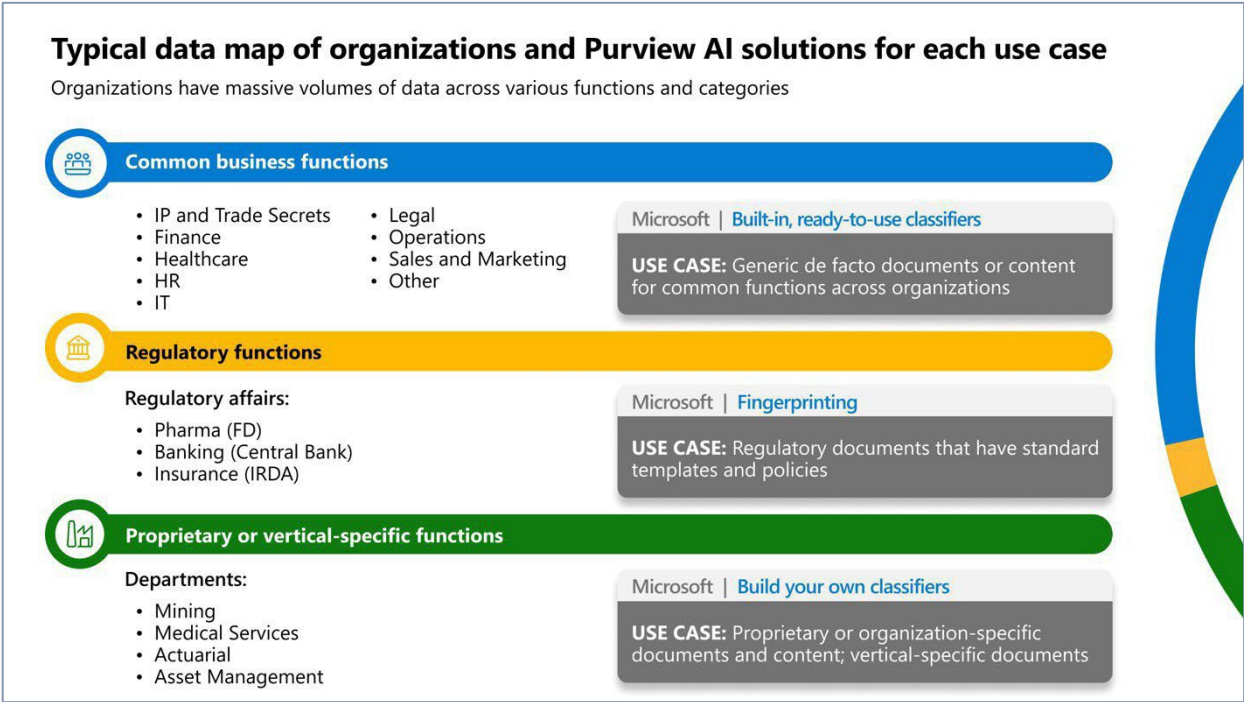 Typical data map of organizations and Purview AI solutions for each use case
Organizations have massive volumes of data across various functions and categories
Common business functions
• IP and Trade Secrets
• Finance
• Healthcare
• HR
• IT
• Legal
• Operations
• Sales and Marketing
• Other
Microsoft | Built-in, ready-to-use classifiers
USE CASE: Generic de facto documents or content
for common functions across organizations
Regulatory functions
Regulatory affairs:
• Pharma (FD)
• Banking (Central Bank)
• Insurance (IRDA)
Microsoft | Fingerprinting
USE CASE: Regulatory documents that have standard
templates and policies
Proprietary or vertical-specific functions
Departments:
• Mining
• Medical Services
• Actuarial
• Asset Management
Microsoft | Build your own classifiers
USE CASE: Proprietary or organization-specific
documents and content; vertical-specific documents